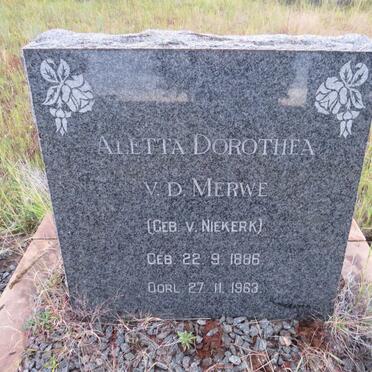 ALETTA DOROTHEA
V.D. MERWE
(GEB. V. NIEKERK)
GEB. 22. 9. 1886
OORL. 27. 11. 1963.